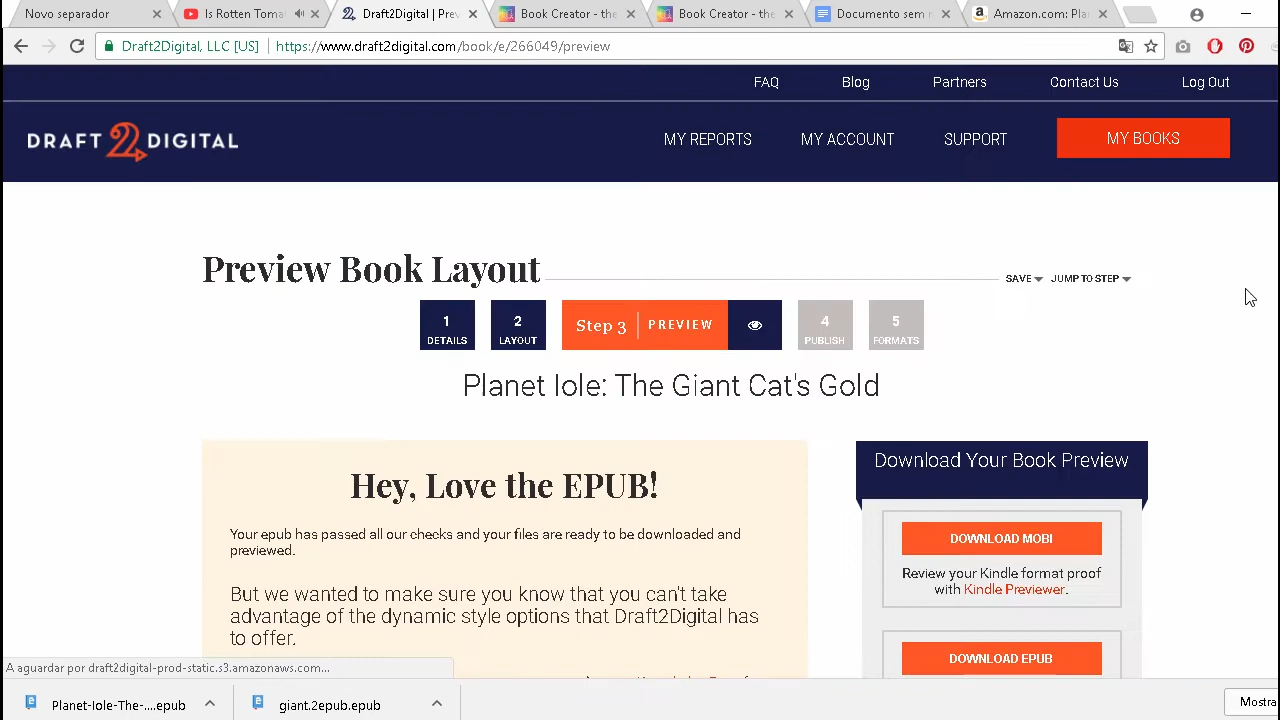 Novo separador
Is Rotten Toma
Draft2Digital | Prev
Book Creator - the
Book Creator - the
Documento sem n
Amazon.com: Pla
Draft2Digital, LLC [US]
https://www.draft2digital.com/book/e/266049/preview
FAQ
Blog
Partners
Contact Us
Log Out
DRAFT 2 DIGITAL
MY REPORTS
MY ACCOUNT
SUPPORT
MY BOOKS
Preview Book Layout
SAVE
JUMP TO STEP
1
DETAILS
2
LAYOUT
Step 3
PREVIEW
4
PUBLISH
5
FORMATS
Planet Iole: The Giant Cat's Gold
Hey, Love the EPUB!
Your epub has passed all our checks and your files are ready to be downloaded and
previewed.
But we wanted to make sure you know that you can't take
advantage of the dynamic style options that Draft2Digital has
to offer.
Download Your Book Preview
DOWNLOAD MOBI
Review your Kindle format proof
with Kindle Previewer.
DOWNLOAD EPUB
A aguardar por draft2digital-prod-static.s3.amazonaws.com...
Planet-Iole-The-....epub
giant.2epub.epub
Mostra